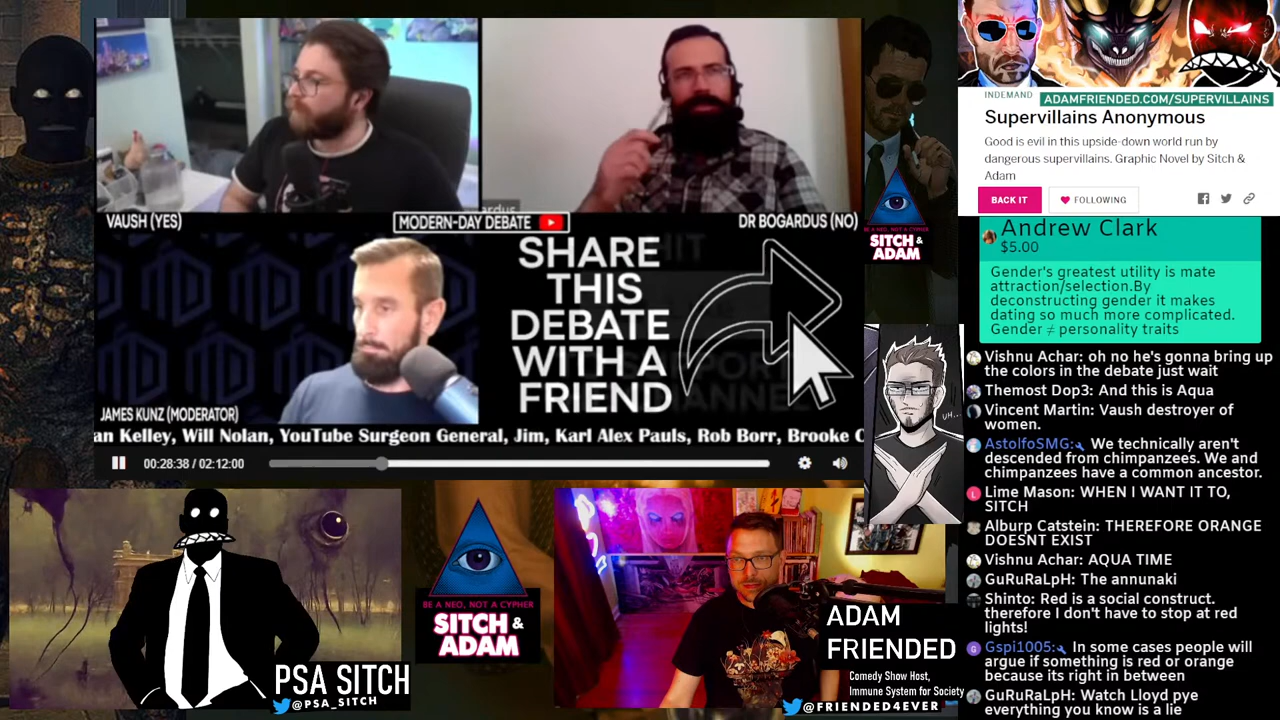 VAUSH (YES)
MODERN-DAY DEBATE
DR BOGARDUS (NO)
SHARE
THIS
DEBATE
WITH A
FRIEND
JAMES KUNZ (MODERATOR)
an Kelley, Will Nolan, YouTube Surgeon General, Jim, Karl Alex Pauls, Rob Borr, Brooke C
00:28:38 / 02:12:00
BE A NEO, NOT A CYPHER
SITCH &
ADAM
UH...
PSA SITCH
@PSA_SITCH
BE A NEO, NOT A CYPHER
SITCH &
ADAM
ADAM
FRIENDED
Comedy Show Host,
Immune System for Society
@FRIENDED4EVER
INDEMAND
ADAMFRIENDED.COM/SUPERVILLAINS
Supervillains Anonymous
Good is evil in this upside-down world run by
dangerous supervillains. Graphic Novel by Sitch &
Adam
BACK IT
FOLLOWING
Andrew Clark
$5.00
Gender's greatest utility is mate
attraction/selection.By
deconstructing gender it makes
dating so much more complicated.
Gender ≠ personality traits
Vishnu Achar: oh no he's gonna bring up
the colors in the debate just wait
Themost Dop3: And this is Aqua
Vincent Martin: Vaush destroyer of
women.
AstolfoSMG: We technically aren't
descended from chimpanzees. We and
chimpanzees have a common ancestor.
Lime Mason: WHEN I WANT IT TO,
SITCH
Alburp Catstein: THEREFORE ORANGE
DOESNT EXIST
Vishnu Achar: AQUA TIME
GuRuRaLpH: The annunaki
Shinto: Red is a social construct.
therefore I don't have to stop at red
lights!
Gspi1005: In some cases people will
argue if something is red or orange
because its right in between
GuRuRaLpH: Watch Lloyd pye
everything you know is a lie